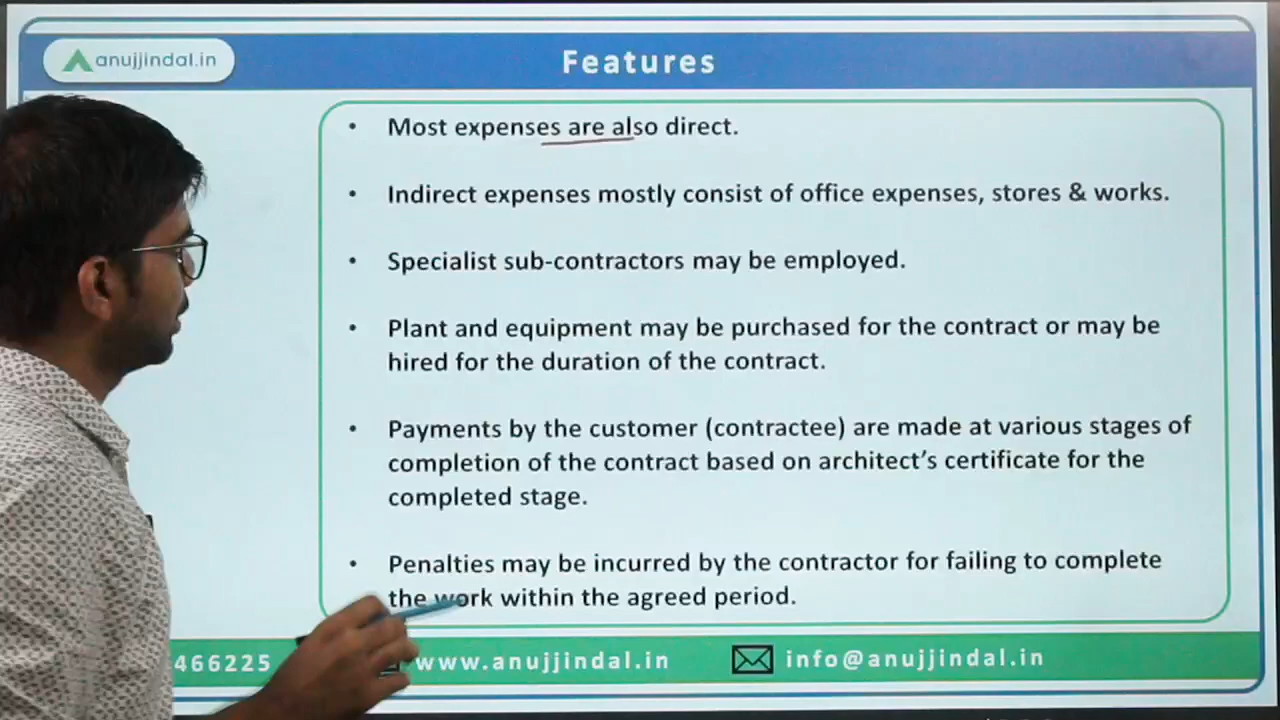 anujjindal.in
Features
• Most expenses are also direct.
• Indirect expenses mostly consist of office expenses, stores & works.
• Specialist sub-contractors may be employed.
• Plant and equipment may be purchased for the contract or may be
hired for the duration of the contract.
• Payments by the customer (contractee) are made at various stages of
completion of the contract based on architect's certificate for the
completed stage.
• Penalties may be incurred by the contractor for failing to complete
the work within the agreed period.
466225 www.anujjindal.in info@anujjindal.in